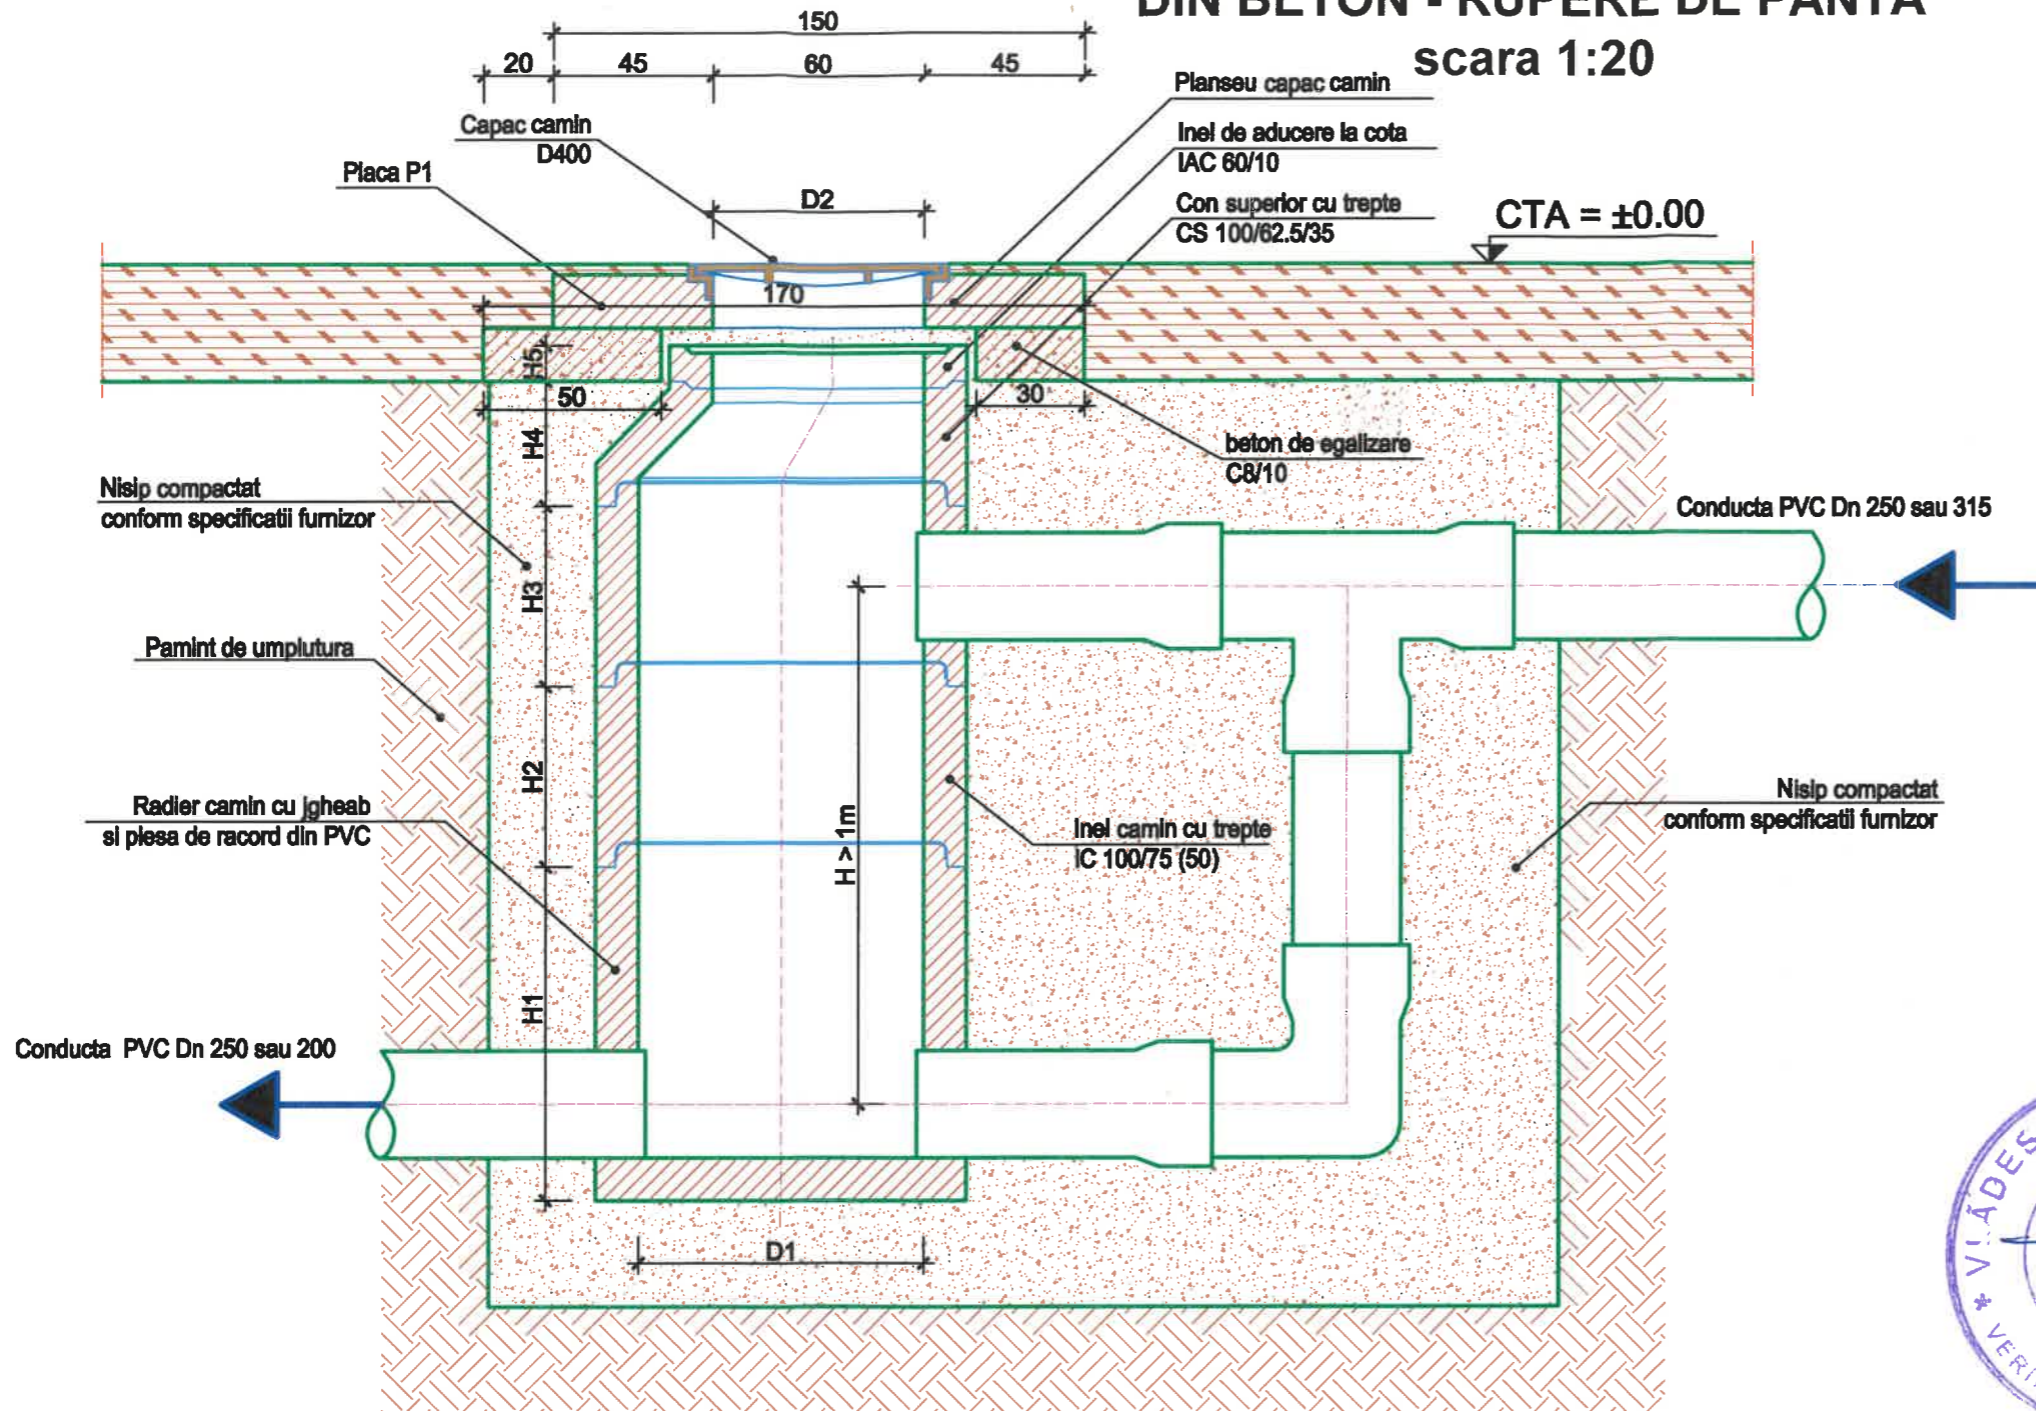 DIN BETON - RUPERE DE PANTA
scara 1:20
150
20
45
60
45
Planseu capac camin
Capac camin
D400
Inel de aducere la cota
IAC 60/10
Placa P1
D2
Con superior cu trepte
CS 100/62.5/35
CTA = ±0.00
170
H5
50
30
H4
beton de egalizare
C8/10
Nisip compactat
conform specificatii furnizor
Conducta PVC Dn 250 sau 315
H3
Pamint de umplutura
H2
Nisip compactat
conform specificatii furnizor
Radier camin cu jgheab
si piesa de racord din PVC
H > 1m
Inel camin cu trepte
IC 100/75 (50)
H1
Conducta PVC Dn 250 sau 200
D1